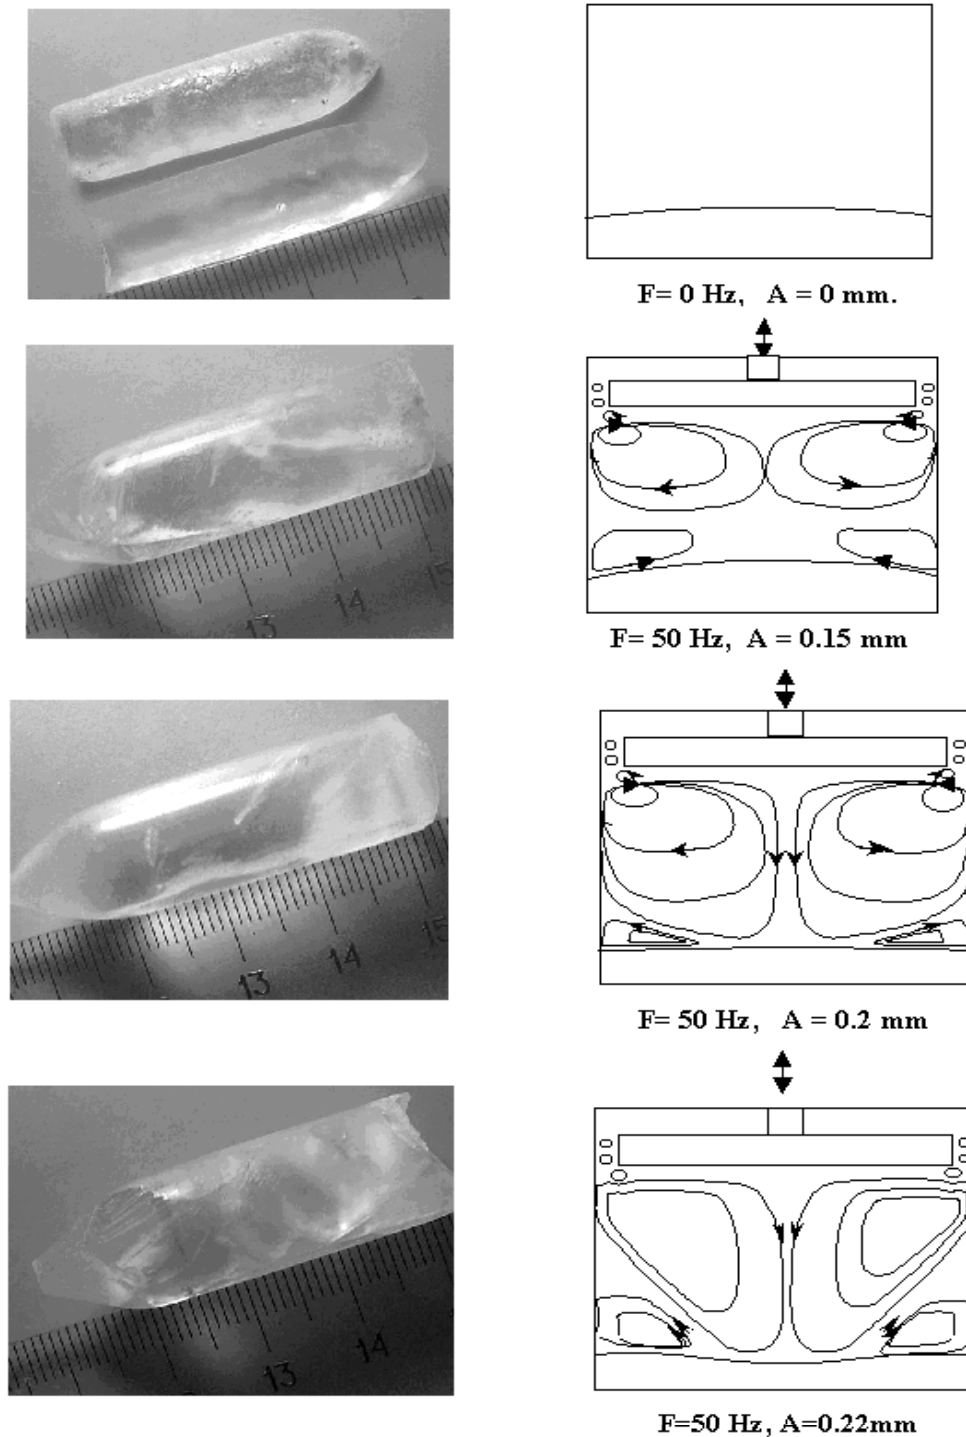 F= 0 Hz,   A = 0 mm.
13 14 15
F= 50 Hz,  A = 0.15 mm
13 14 15
F= 50 Hz,   A = 0.2 mm
13 14
F=50 Hz, A=0.22mm